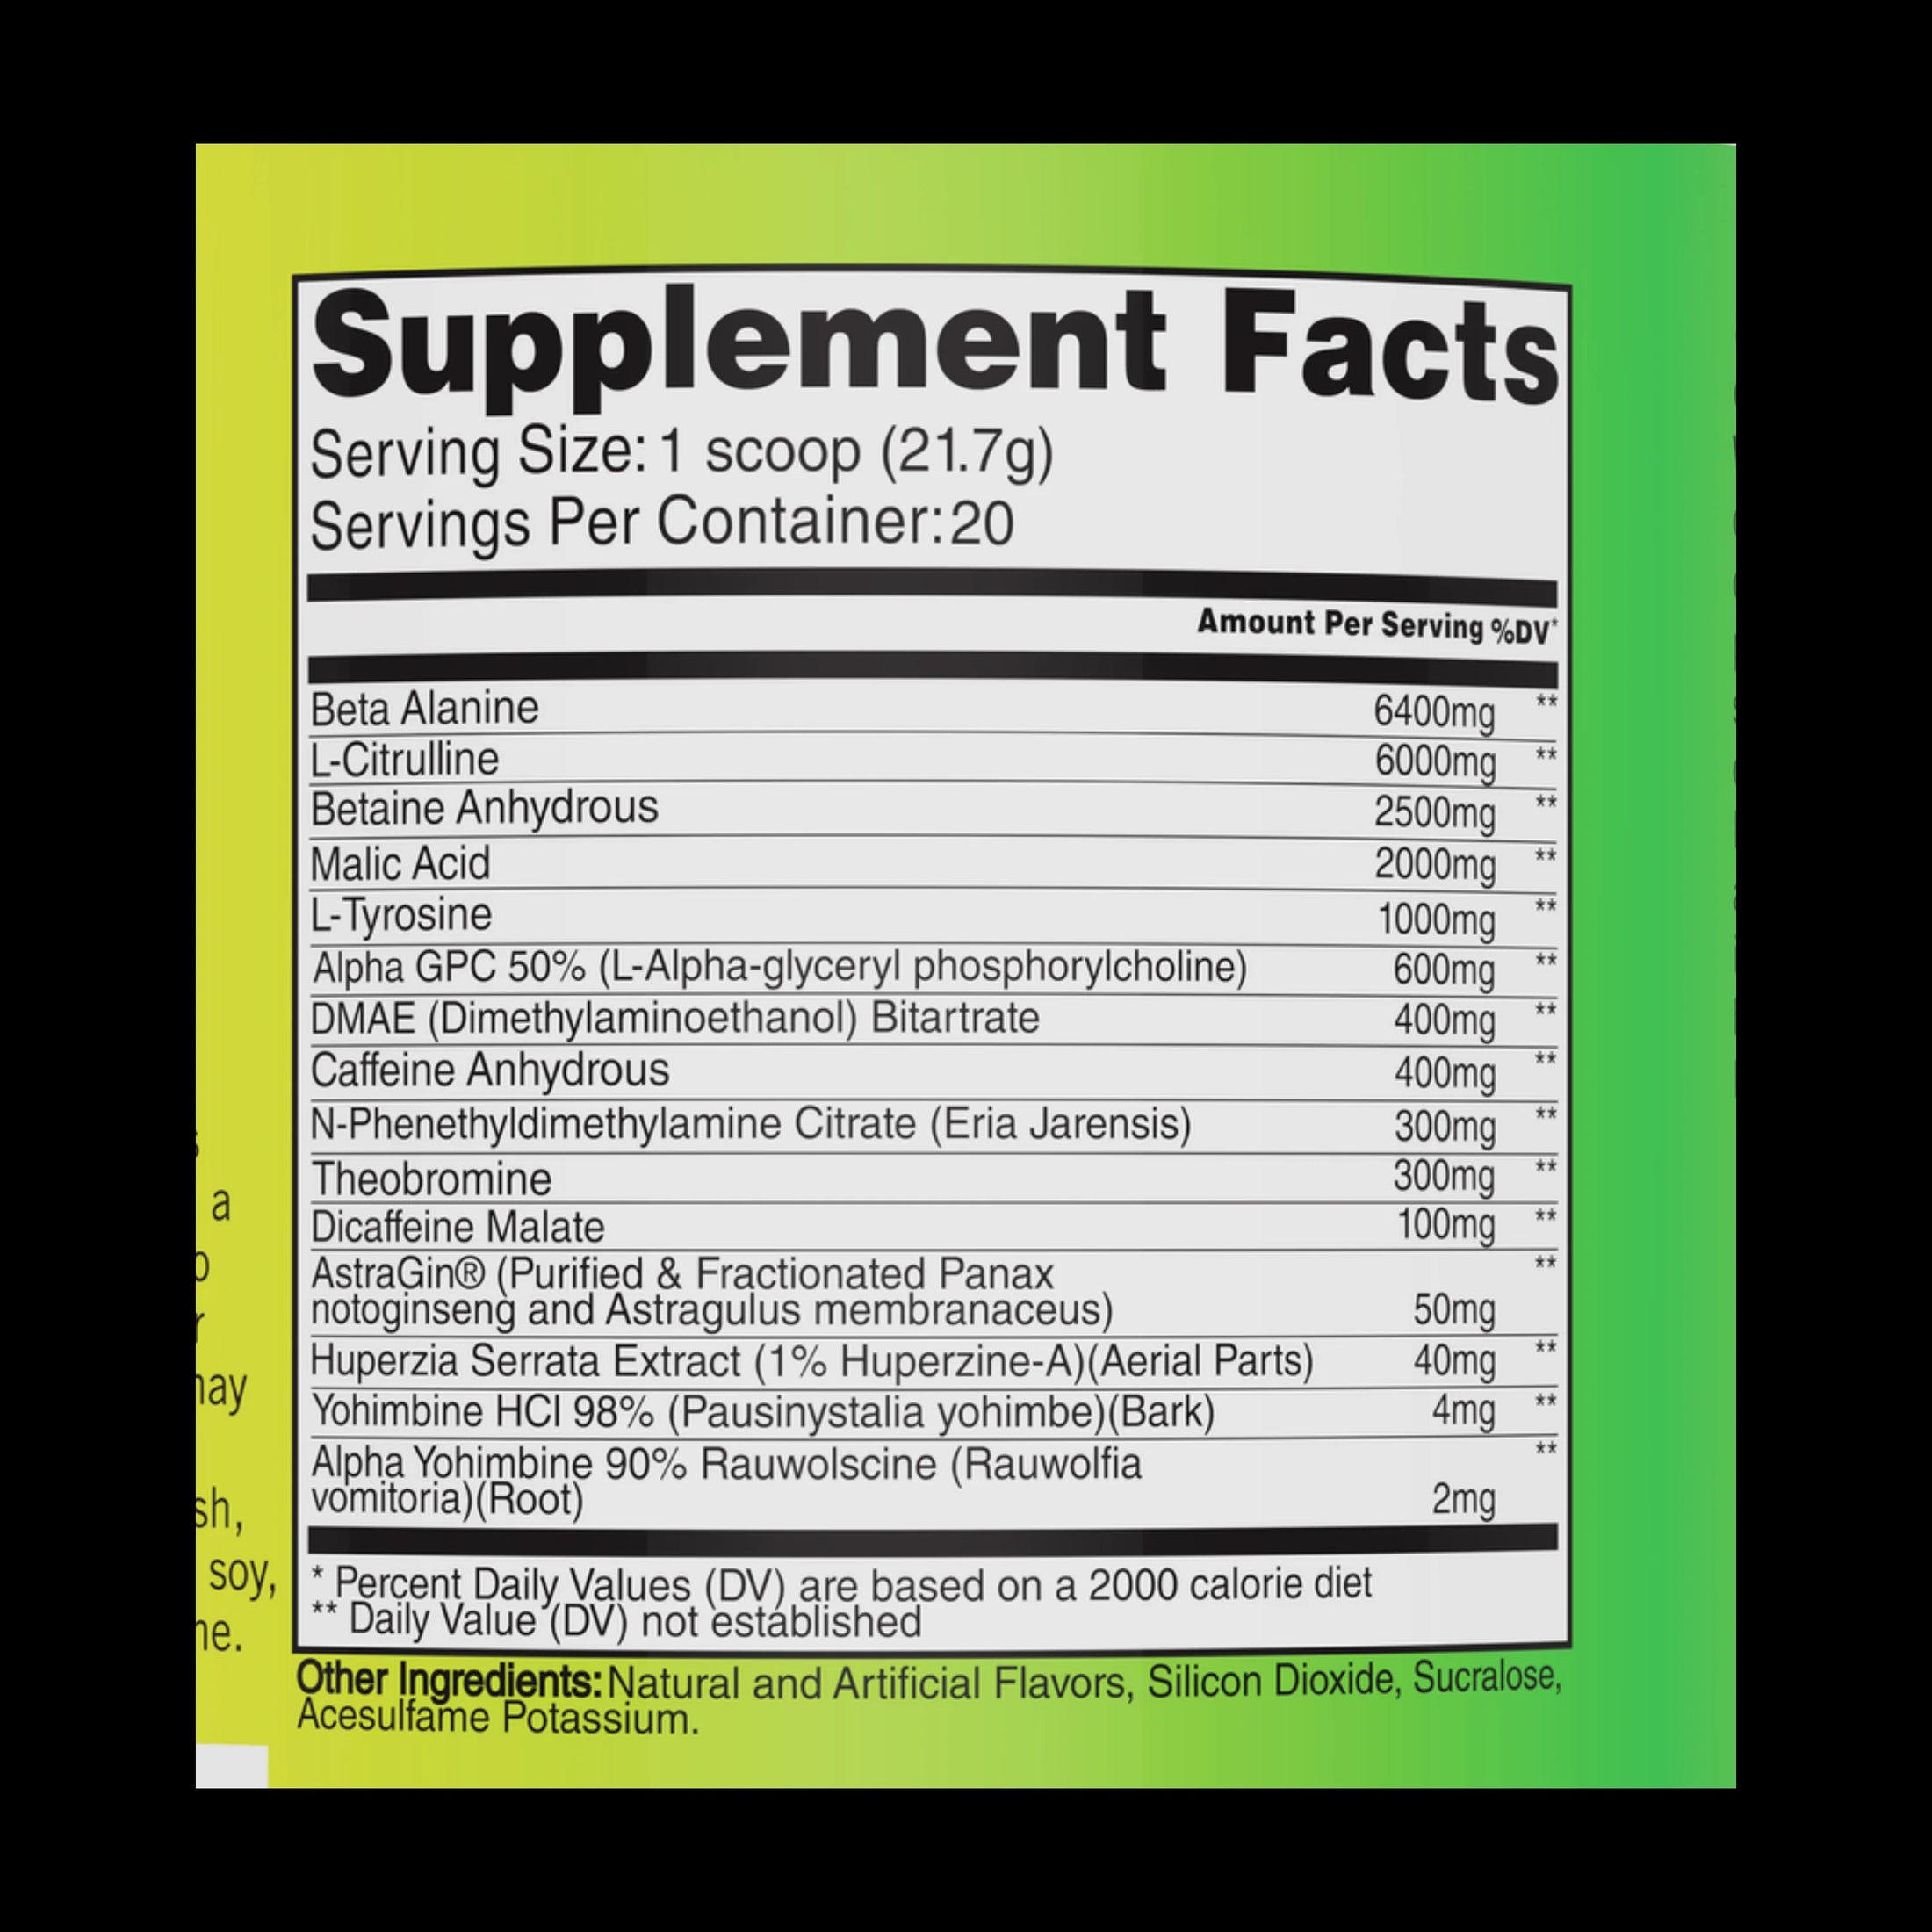 Supplement Facts
Serving Size: 1 scoop (21.7g)
Servings Per Container: 20
Amount Per Serving %DV*
Beta Alanine 6400mg **
L-Citrulline 6000mg **
Betaine Anhydrous 2500mg **
Malic Acid 2000mg **
L-Tyrosine 1000mg **
Alpha GPC 50% (L-Alpha-glyceryl phosphorylcholine) 600mg **
DMAE (Dimethylaminoethanol) Bitartrate 400mg **
Caffeine Anhydrous 400mg **
N-Phenethyldimethylamine Citrate (Eria Jarensis) 300mg **
Theobromine 300mg **
Dicaffeine Malate 100mg **
AstraGin® (Purified & Fractionated Panax **
notoginseng and Astragulus membranaceus) 50mg
Huperzia Serrata Extract (1% Huperzine-A)(Aerial Parts) 40mg **
Yohimbine HCl 98% (Pausinystalia yohimbe)(Bark) 4mg **
Alpha Yohimbine 90% Rauwolscine (Rauwolfia **
vomitoria)(Root) 2mg
* Percent Daily Values (DV) are based on a 2000 calorie diet
** Daily Value (DV) not established
Other Ingredients: Natural and Artificial Flavors, Silicon Dioxide, Sucralose,
Acesulfame Potassium.
a
soy,